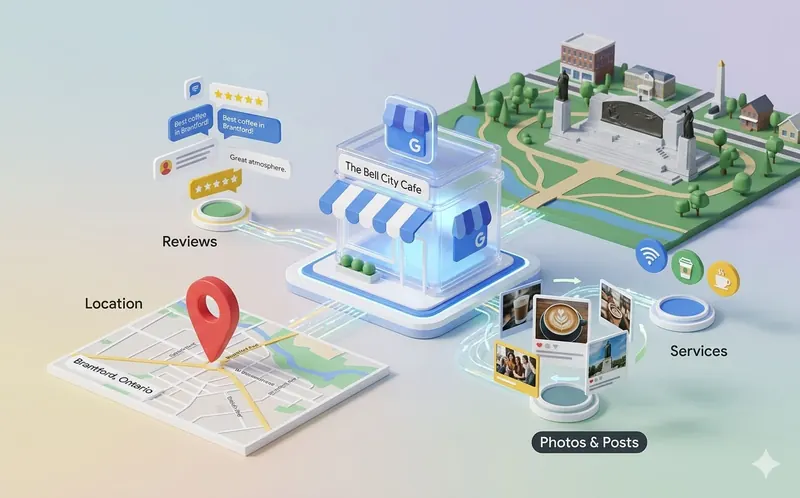 Best coffee
in Brantford!
Best coffee in
Brantford!
Great atmosphere.
Reviews
G
The Bell City Cafe
G
Location
Brantford, Ontario
Services
Photos & Posts